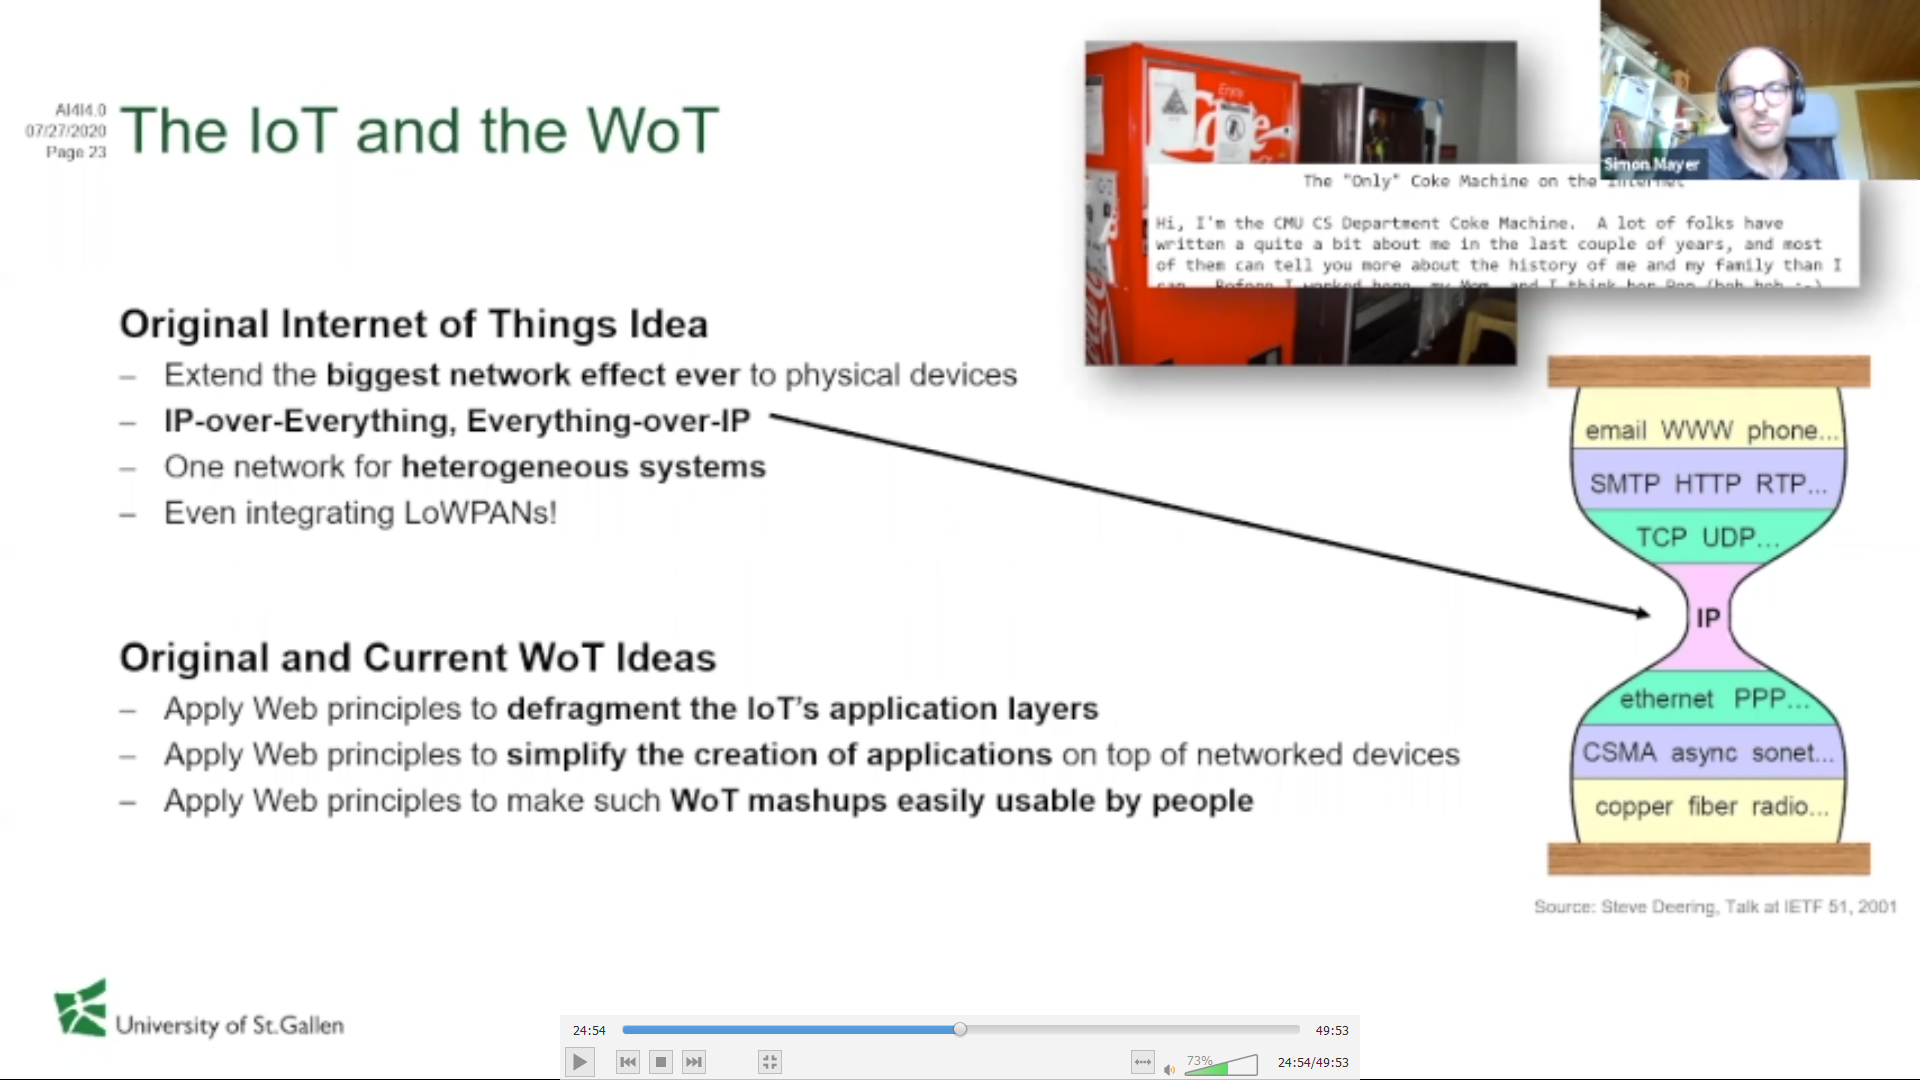 AI4I4.0
07/27/2020
Page 23
The IoT and the WoT
Enjoy
Coke
Simon Mayer
The "Only" Coke Machine on the Internet
Hi, I'm the CMU CS Department Coke Machine. A lot of folks have
written a quite a bit about me in the last couple of years, and most
of them can tell you more about the history of me and my family than I
Original Internet of Things Idea
– Extend the biggest network effect ever to physical devices
– IP-over-Everything, Everything-over-IP
– One network for heterogeneous systems
– Even integrating LoWPANs!
Original and Current WoT Ideas
– Apply Web principles to defragment the IoT's application layers
– Apply Web principles to simplify the creation of applications on top of networked devices
– Apply Web principles to make such WoT mashups easily usable by people
email WWW phone...
SMTP HTTP RTP...
TCP UDP...
IP
ethernet PPP...
CSMA async sonet...
copper fiber radio...
Source: Steve Deering, Talk at IETF 51, 2001
University of St.Gallen
24:54
49:53
73%
24:54/49:53